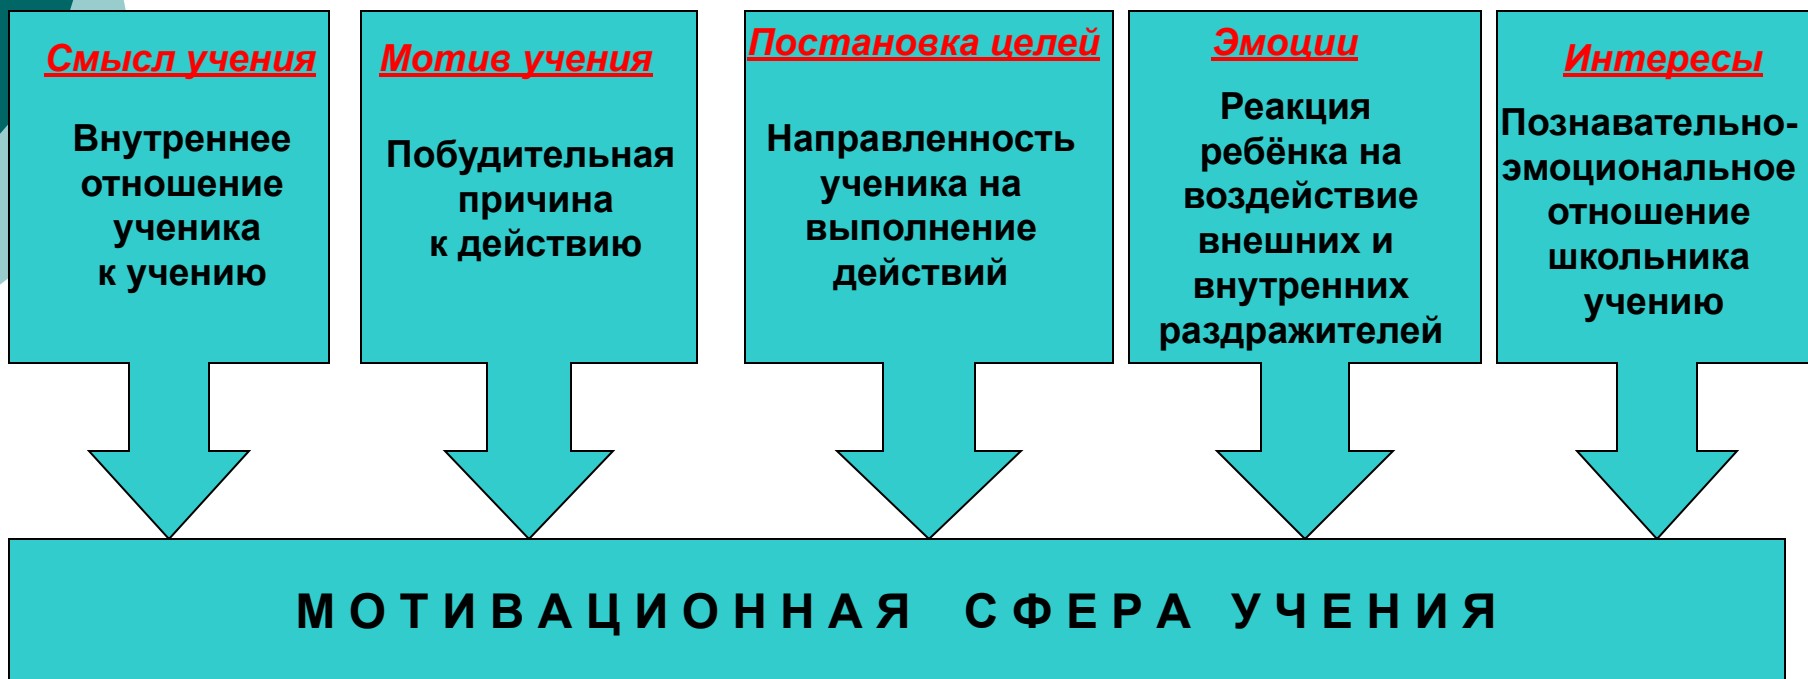 Смысл учения
Внутреннее
отношение
ученика
к учению
Мотив учения
Побудительная
причина
к действию
Постановка целей
Направленность
ученика на
выполнение
действий
Эмоции
Реакция
ребёнка на
воздействие
внешних и
внутренних
раздражителей
Интересы
Познавательно-
эмоциональное
отношение
школьника
учению
МОТИВАЦИОННАЯ СФЕРА УЧЕНИЯ